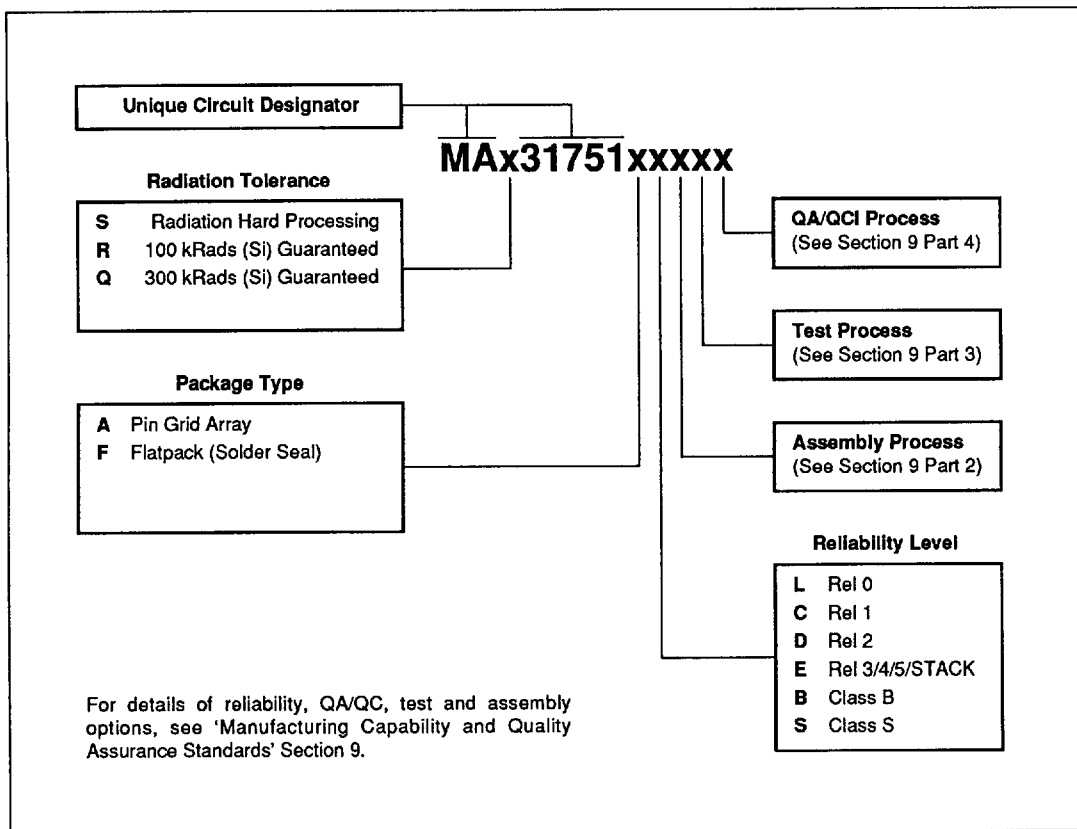 Unique Circuit Designator
MAx31751xxxxx
Radiation Tolerance
S Radiation Hard Processing
R 100 kRads (Si) Guaranteed
Q 300 kRads (Si) Guaranteed
Package Type
A Pin Grid Array
F Flatpack (Solder Seal)
QA/QCI Process
(See Section 9 Part 4)
Test Process
(See Section 9 Part 3)
Assembly Process
(See Section 9 Part 2)
Reliability Level
L Rel 0
C Rel 1
D Rel 2
E Rel 3/4/5/STACK
B Class B
S Class S
For details of reliability, QA/QC, test and assembly
options, see ‘Manufacturing Capability and Quality
Assurance Standards’ Section 9.